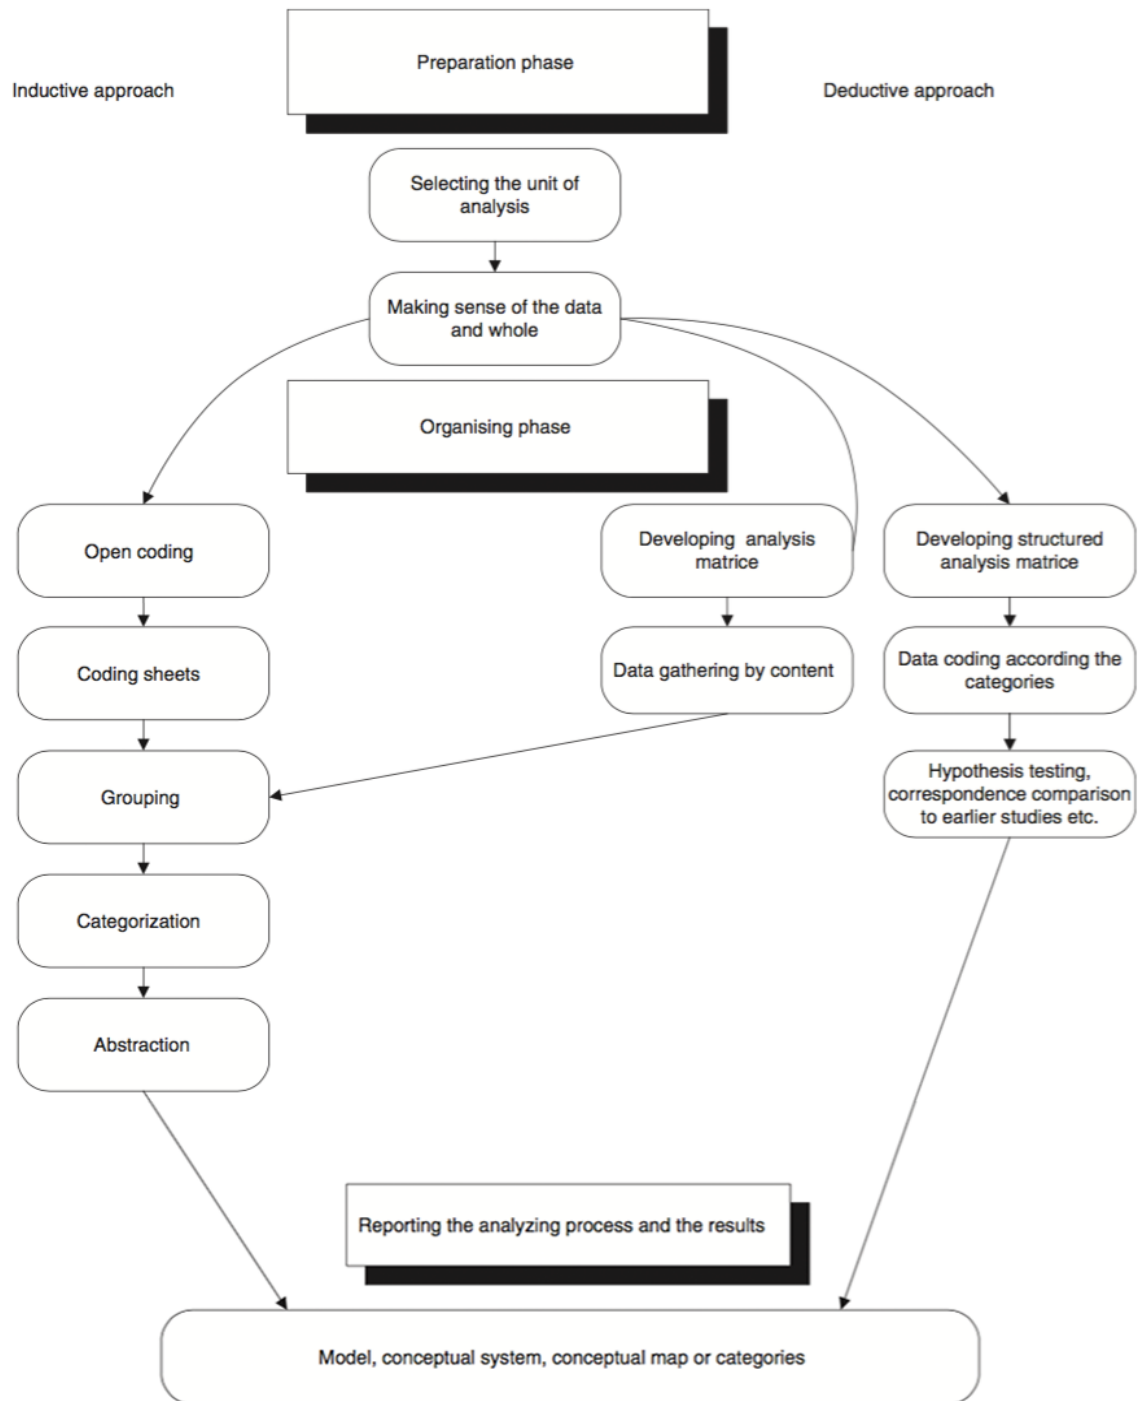 Preparation phase
Inductive approach
Deductive approach
Selecting the unit of
analysis
Making sense of the data
and whole
Organising phase
Open coding
Developing analysis
matrice
Developing structured
analysis matrice
Coding sheets
Data gathering by content
Data coding according the
categories
Grouping
Hypothesis testing,
correspondence comparison
to earlier studies etc.
Categorization
Abstraction
Reporting the analyzing process and the results
Model, conceptual system, conceptual map or categories